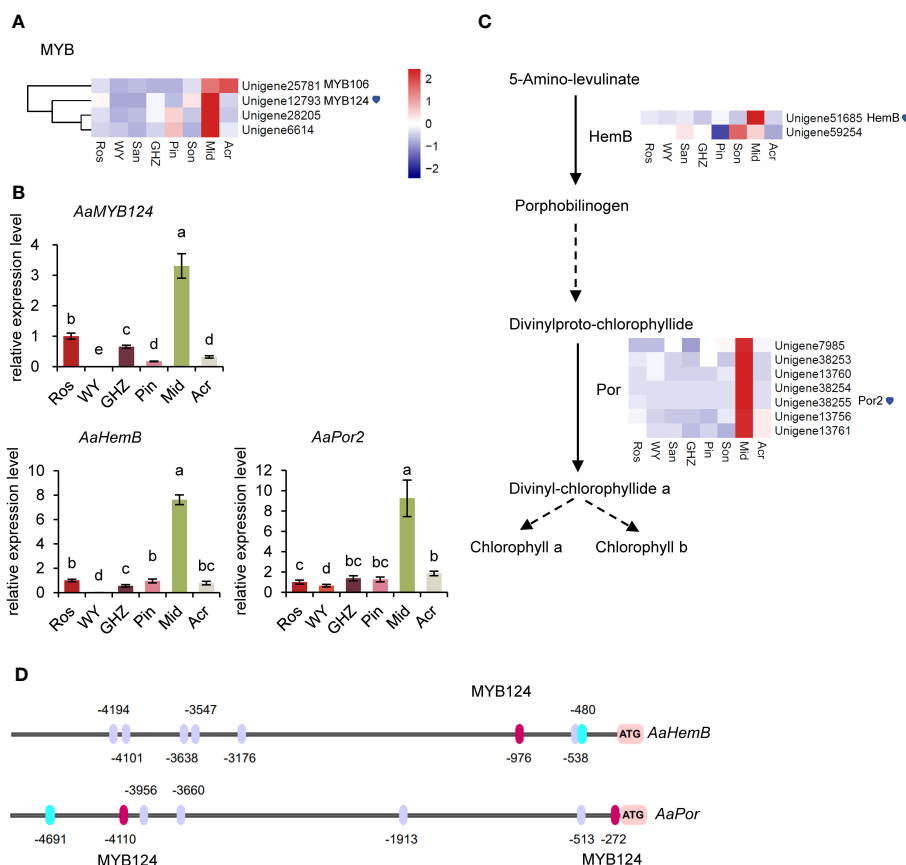 A
MYB
Unigene25781 MYB106
Unigene12793 MYB124
Unigene28205
Unigene6614
Ros WY San GHZ Pin Son Mid Acr
2
1
0
−1
−2
B
AaMYB124
relative expression level
4
3
2
1
0
b e c d a d
Ros WY GHZ Pin Mid Acr
AaHemB
relative expression level
10
8
6
4
2
0
b d c b a bc
Ros WY GHZ Pin Mid Acr
AaPor2
relative expression level
12
10
8
6
4
2
0
c d bc bc a b
Ros WY GHZ Pin Mid Acr
C
5-Amino-levulinate
HemB
Unigene51685 HemB
Unigene59254
Ros WY San GHZ Pin Son Mid Acr
Porphobilinogen
Divinylproto-chlorophyllide
Por
Unigene7985
Unigene38253
Unigene13760
Unigene38254
Unigene38255 Por2
Unigene13756
Unigene13761
Ros WY San GHZ Pin Son Mid Acr
Divinyl-chlorophyllide a
Chlorophyll a Chlorophyll b
D
MYB124
-4194 -3547 -480
ATG AaHemB
-4101 -3638 -3176 -976 -538
-3956 -3660
ATG AaPor
-4691 -4110 -1913 -513 -272
MYB124 MYB124